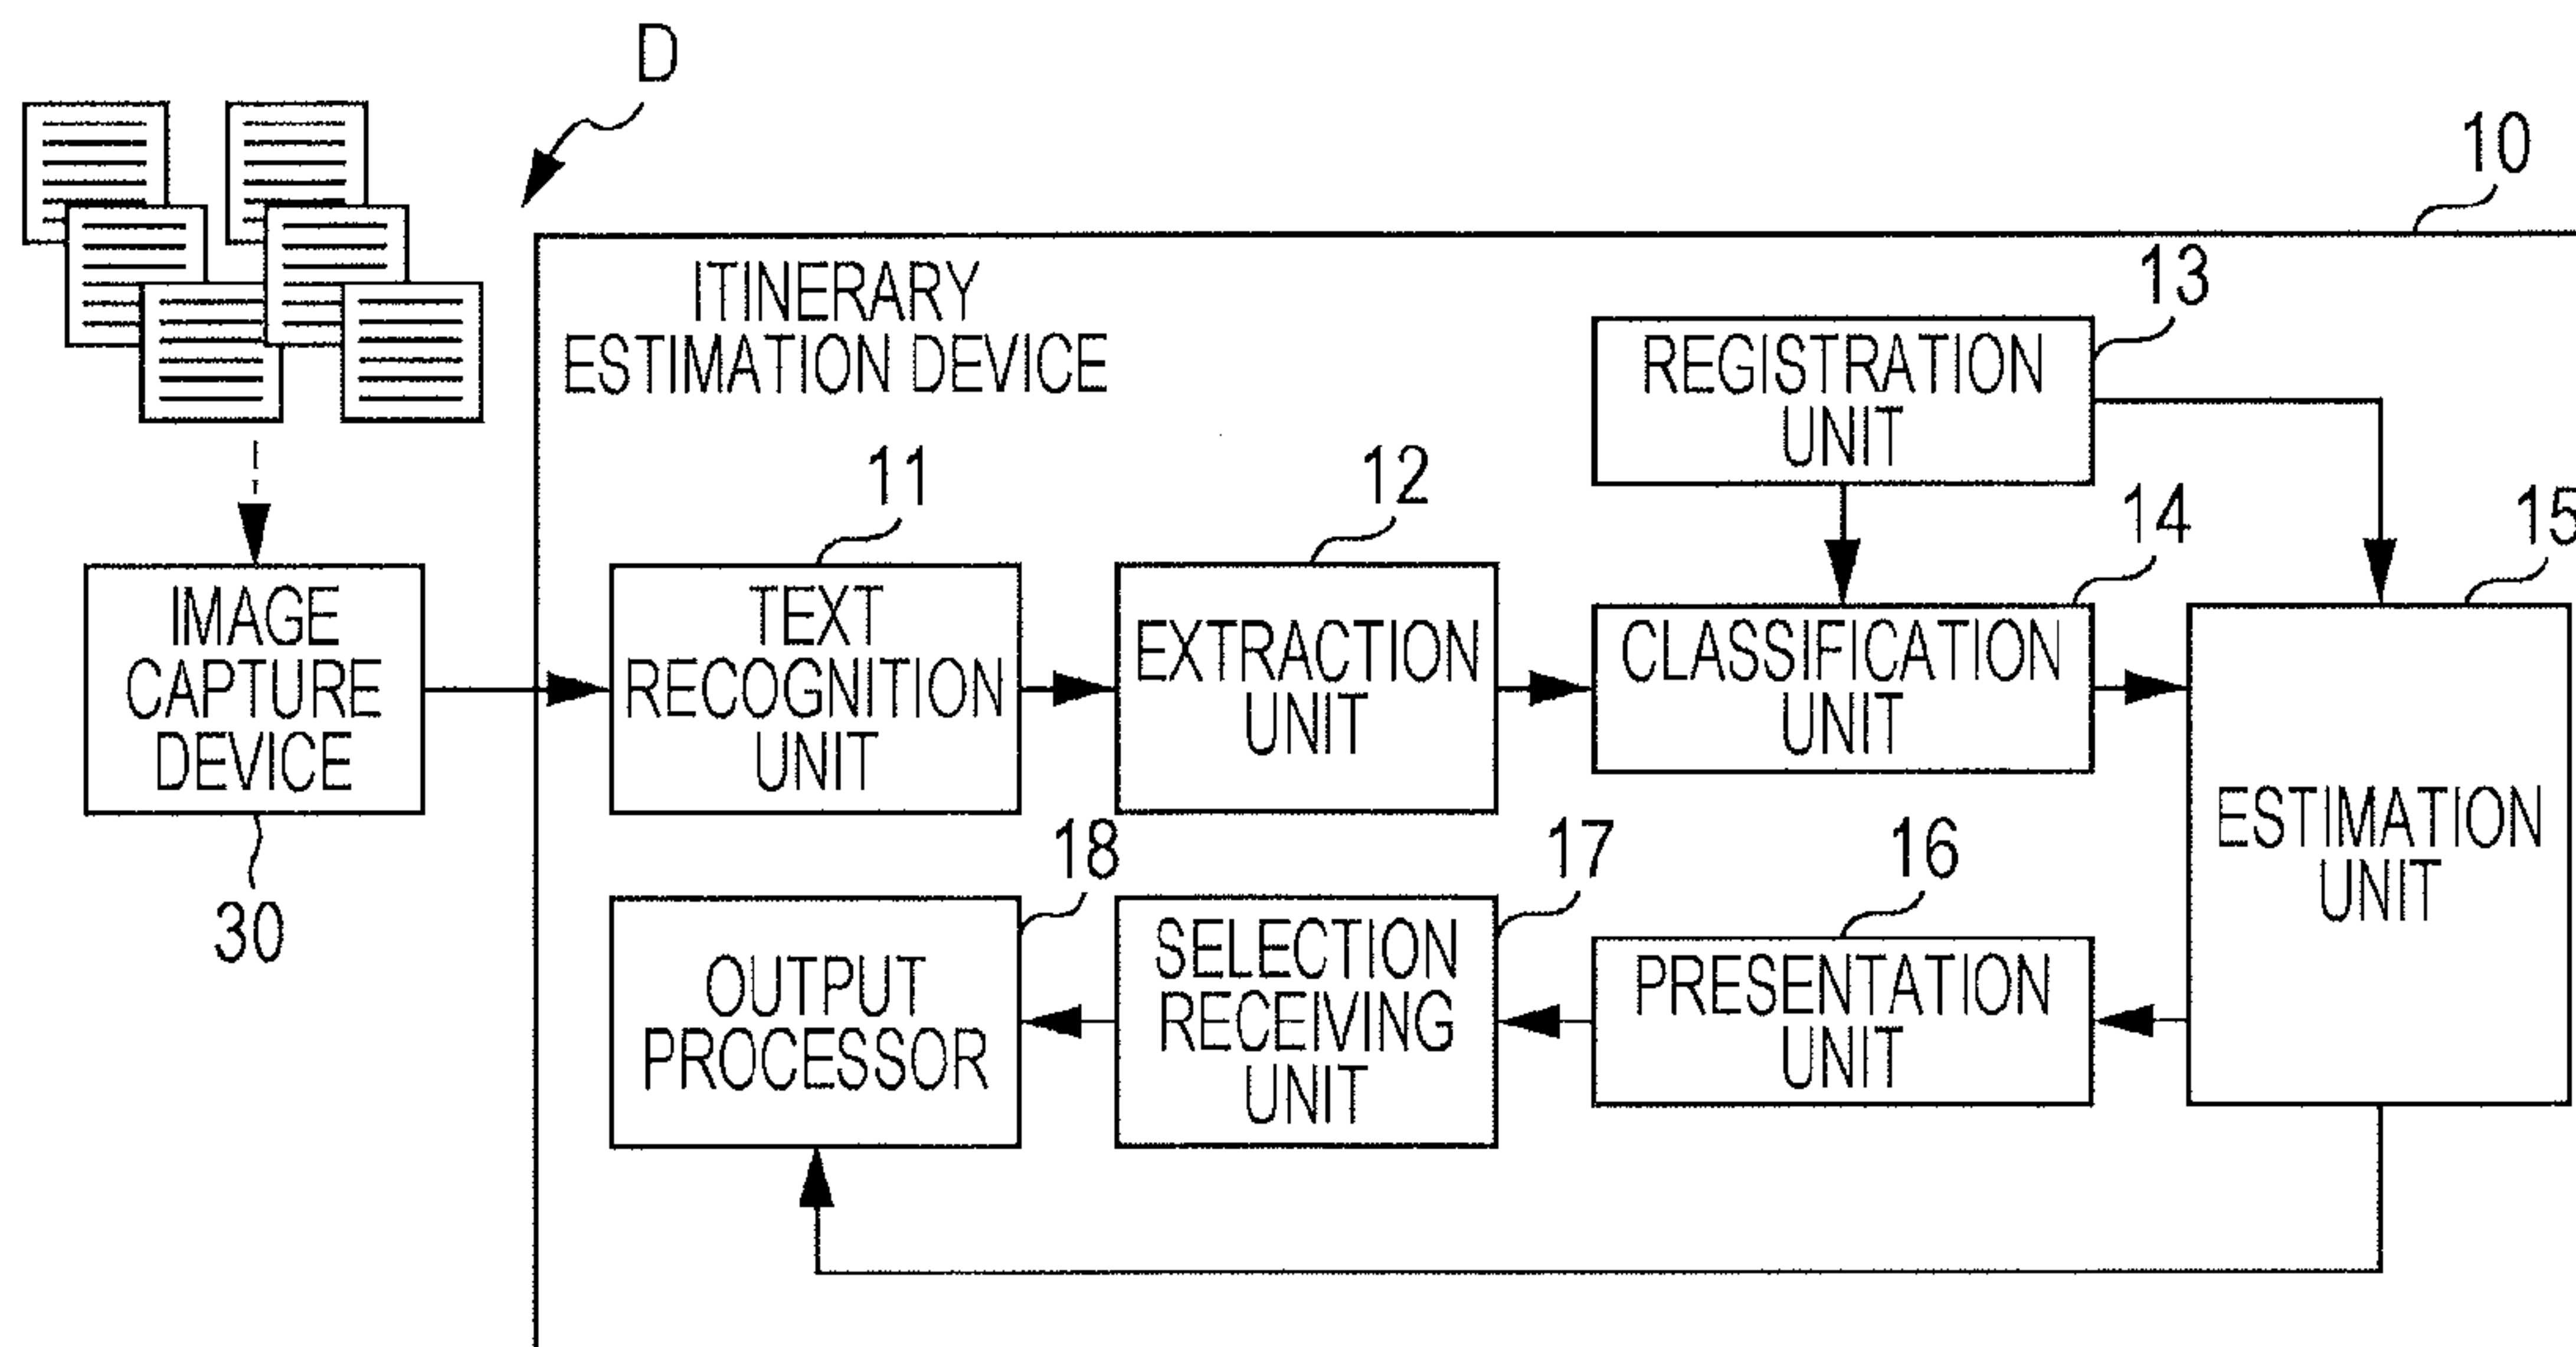 D
10
ITINERARY
ESTIMATION DEVICE
13
REGISTRATION
UNIT
11
12
14
15
IMAGE
CAPTURE
DEVICE
30
TEXT
RECOGNITION
UNIT
EXTRACTION
UNIT
CLASSIFICATION
UNIT
ESTIMATION
UNIT
18
17
16
OUTPUT
PROCESSOR
SELECTION
RECEIVING
UNIT
PRESENTATION
UNIT